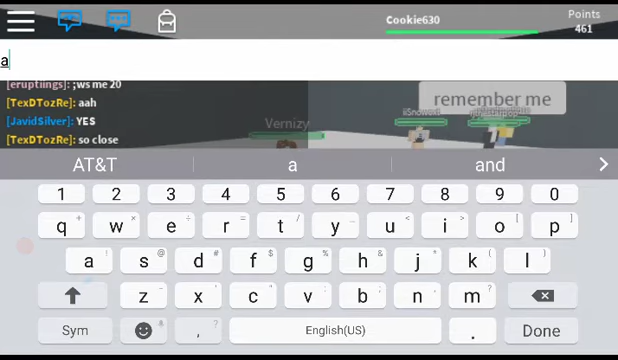 Cookie630
Points
461
a
[eruptiings]: ;ws me 20
[TexDTozRe]: aah
[JavidSilver]: YES
[TexDTozRe]: so close
Vernizy
remember me
AT&T a and
1 2 3 4 5 6 7 8 9 0
q + w × e ÷ r = t / y _ u < i > o [ p ]
a ! s @ d # f $ g % h & j * k ( l )
z - x ' c " v : b ; n , m ?
Sym , ? English(US) . Done